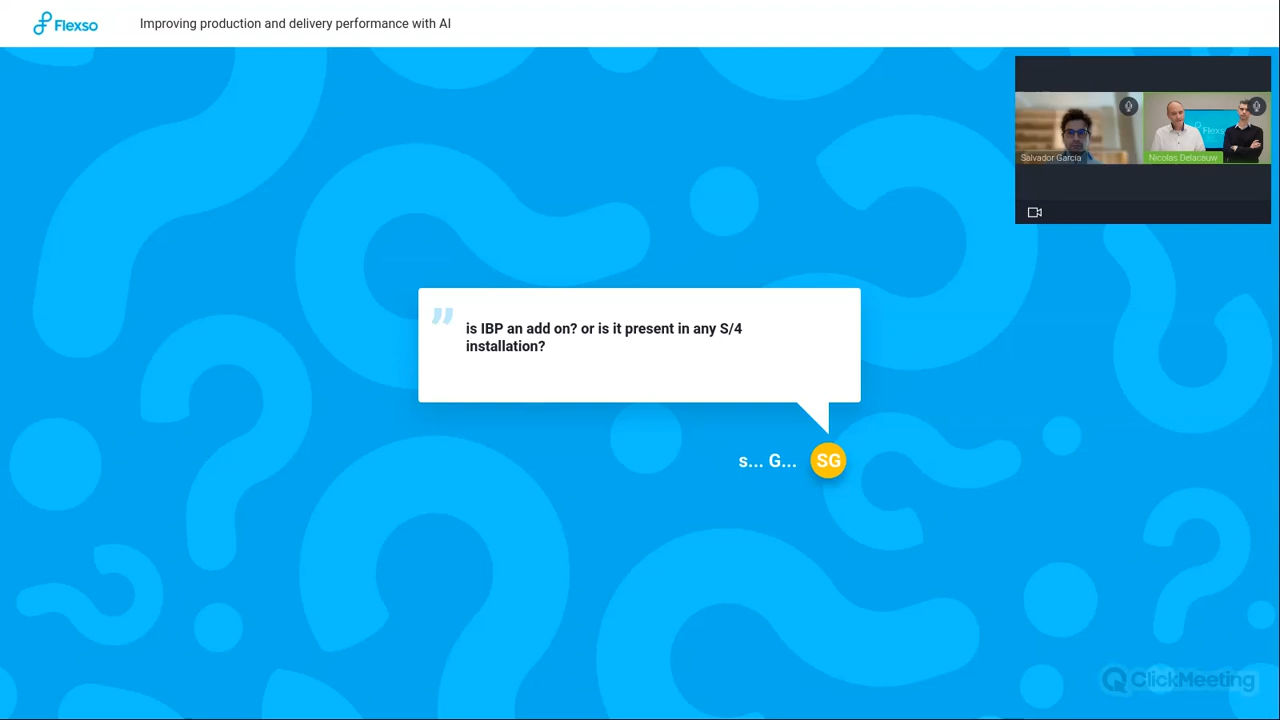 Flexso
Improving production and delivery performance with AI
Salvador García
Nicolas Delacauw
is IBP an add on? or is it present in any S/4
installation?
s... G...
SG
ClickMeeting